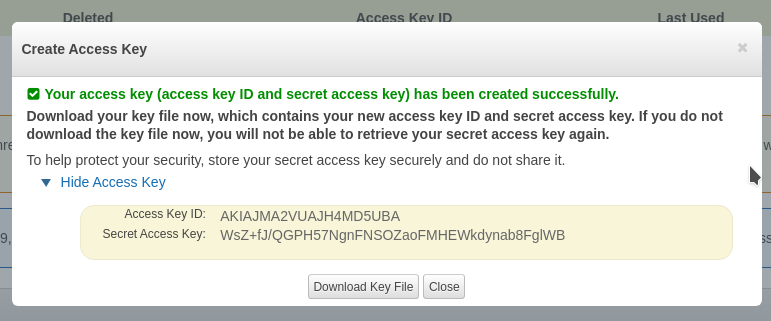 Deleted Access Key ID Last Used
Create Access Key
Your access key (access key ID and secret access key) has been created successfully.
Download your key file now, which contains your new access key ID and secret access key. If you do not
download the key file now, you will not be able to retrieve your secret access key again.
To help protect your security, store your secret access key securely and do not share it.
Hide Access Key
Access Key ID: AKIAJMA2VUAJH4MD5UBA
Secret Access Key: WsZ+fJ/QGPH57NgnFNSOZaoFMHEWkdynab8FglWB
Download Key File Close